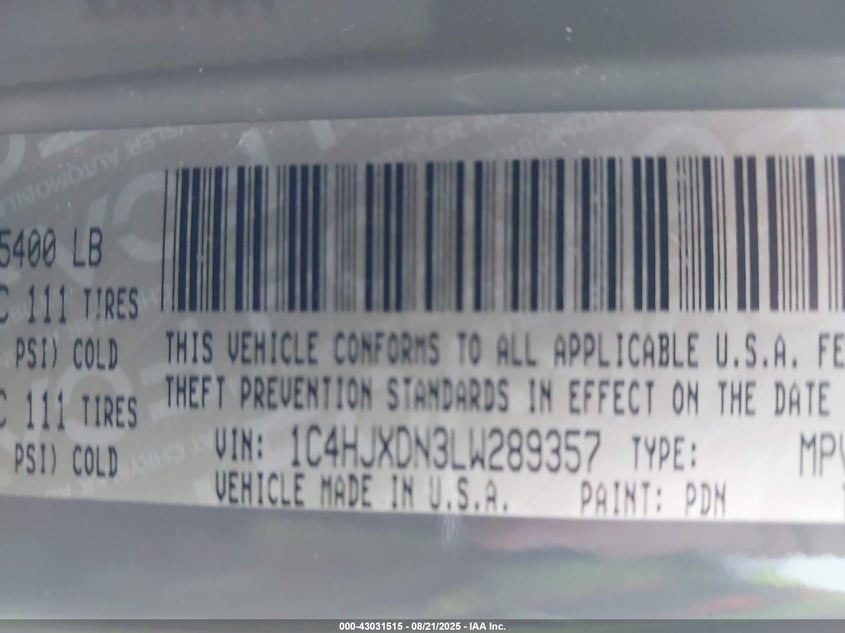 5400 LB
C 111 TIRES
PSI) COLD
C 111 TIRES
PSI) COLD
THIS VEHICLE CONFORMS TO ALL APPLICABLE U.S.A. FE
THEFT PREVENTION STANDARDS IN EFFECT ON THE DATE
VIN: 1C4HJXDN3LW289357 TYPE: MPV
VEHICLE MADE IN U.S.A. PAINT: PDN
000-43031515 - 08/21/2025 - IAA Inc.